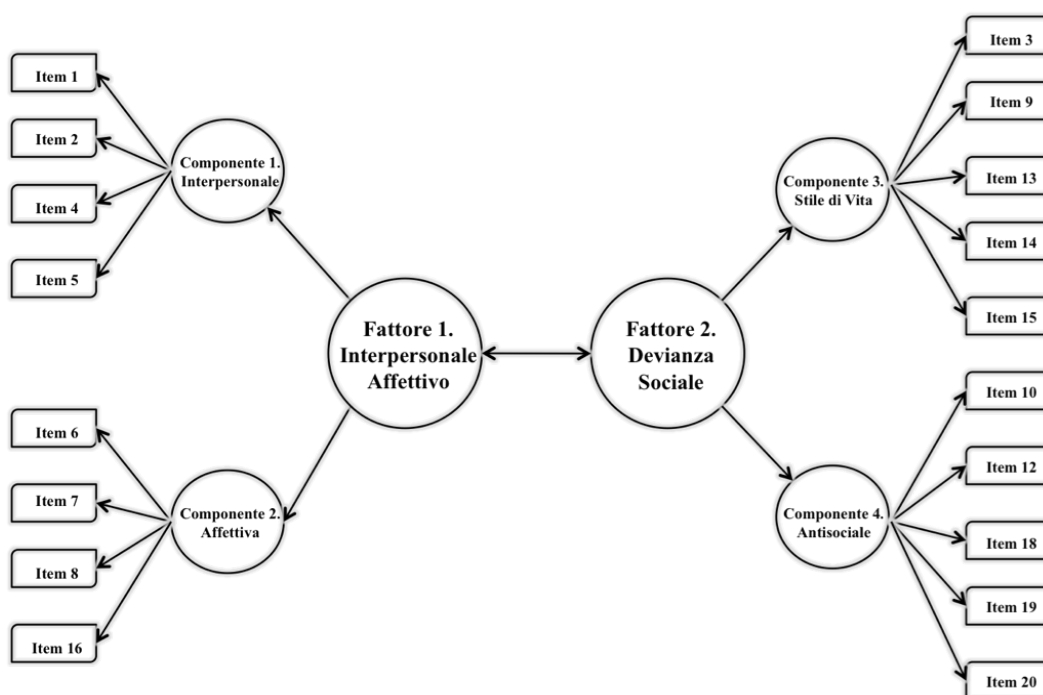 Item 1
Item 2
Item 4
Item 5
Componente 1.
Interpersonale
Fattore 1.
Interpersonale
Affettivo
Item 6
Item 7
Item 8
Item 16
Componente 2.
Affettiva
Fattore 2.
Devianza
Sociale
Componente 3.
Stile di Vita
Item 3
Item 9
Item 13
Item 14
Item 15
Componente 4.
Antisociale
Item 10
Item 12
Item 18
Item 19
Item 20